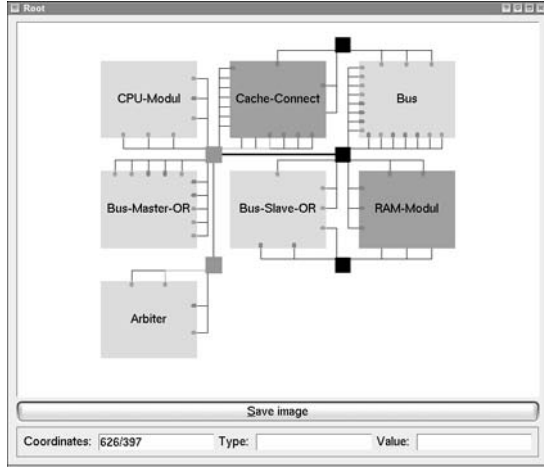 Root
CPU-Modul
Cache-Connect
Bus
Bus-Master-OR
Bus-Slave-OR
RAM-Modul
Arbiter
Save image
Coordinates: 626/397 Type: Value: